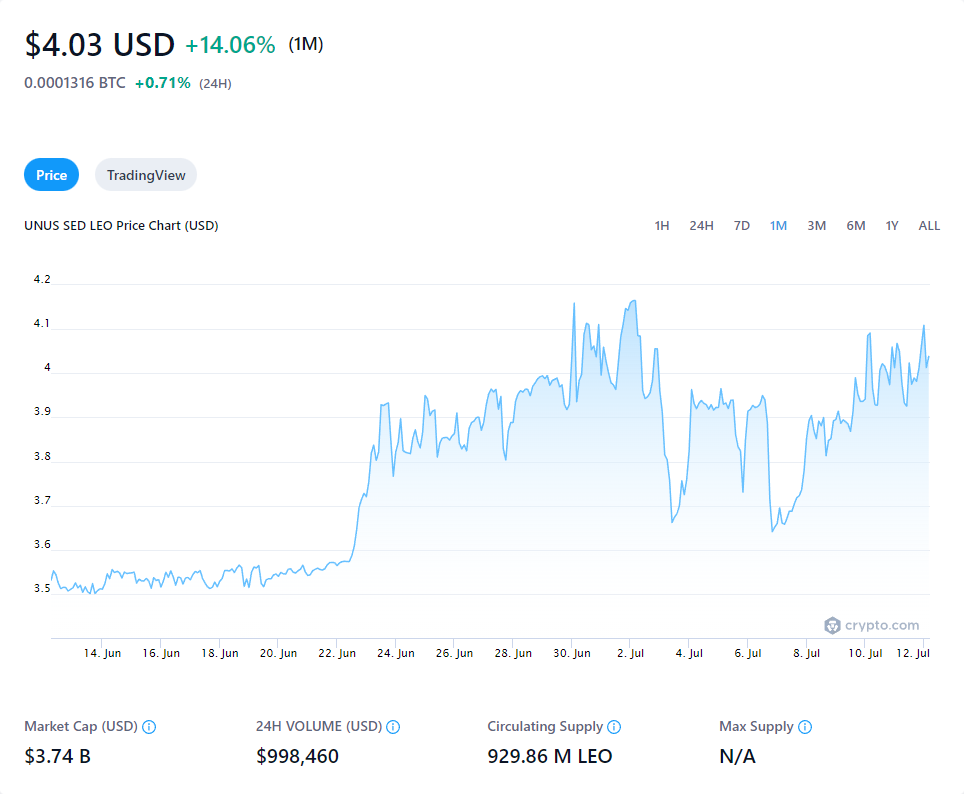 $4.03 USD +14.06% (1M)
0.0001316 BTC +0.71% (24H)
Price TradingView
UNUS SED LEO Price Chart (USD) 1H 24H 7D 1M 3M 6M 1Y ALL
4.2
4.1
4
3.9
3.8
3.7
3.6
3.5
crypto.com
14. Jun 16. Jun 18. Jun 20. Jun 22. Jun 24. Jun 26. Jun 28. Jun 30. Jun 2. Jul 4. Jul 6. Jul 8. Jul 10. Jul 12. Jul
Market Cap (USD) 24H VOLUME (USD) Circulating Supply Max Supply
$3.74 B $998,460 929.86 M LEO N/A